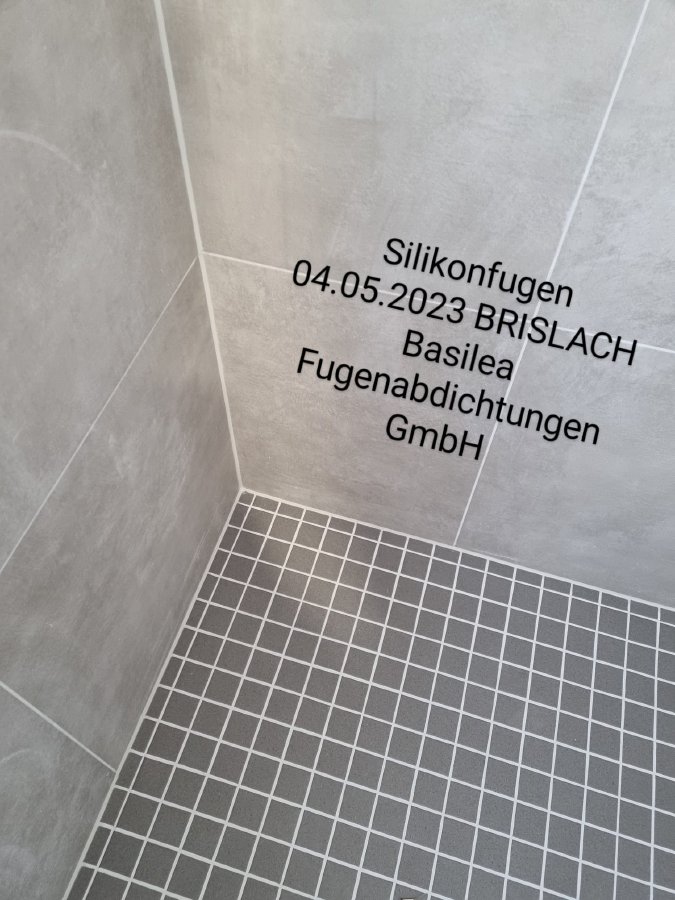 Silikonfugen
04.05.2023 BRISLACH
Basilea
Fugenabdichtungen
GmbH